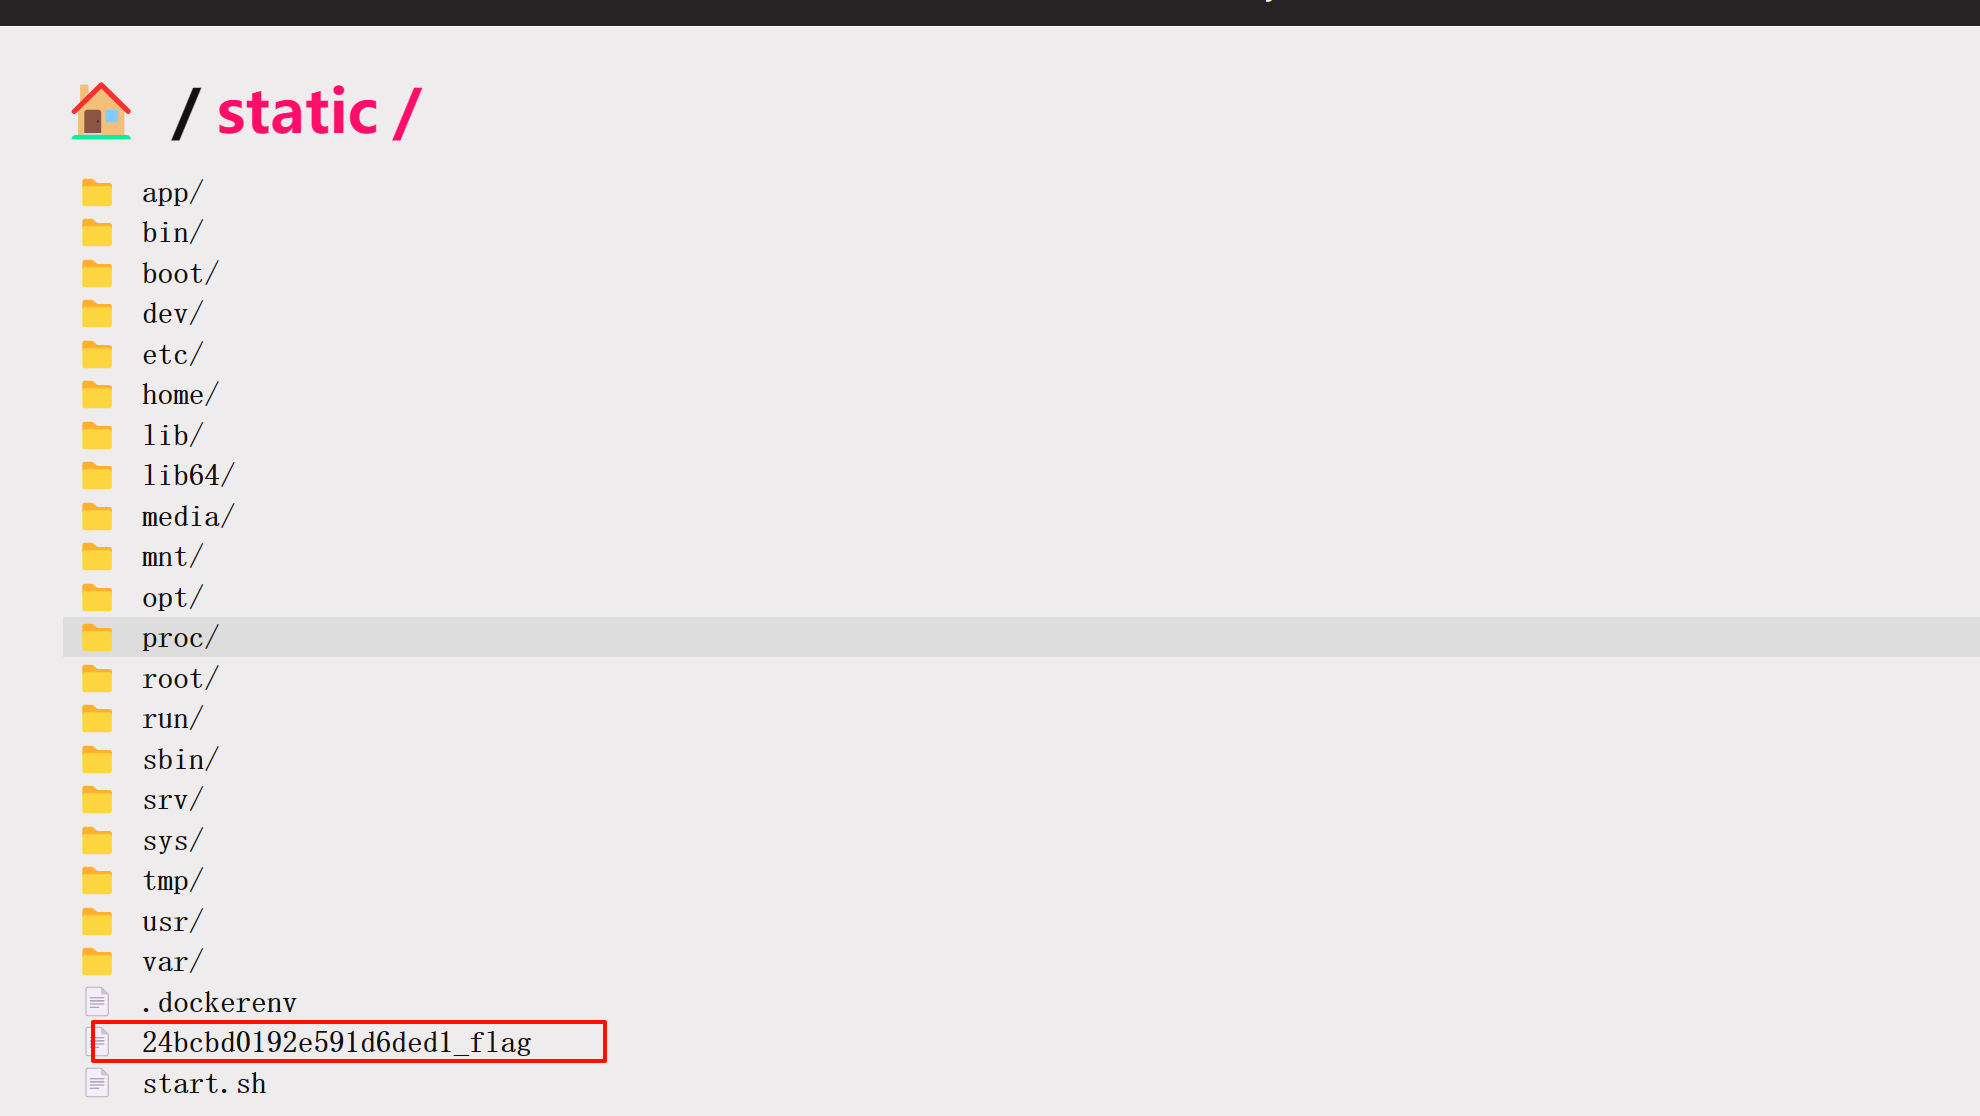 / static /
app/
bin/
boot/
dev/
etc/
home/
lib/
lib64/
media/
mnt/
opt/
proc/
root/
run/
sbin/
srv/
sys/
tmp/
usr/
var/
.dockerenv
24bcbd0192e591d6ded1_flag
start.sh